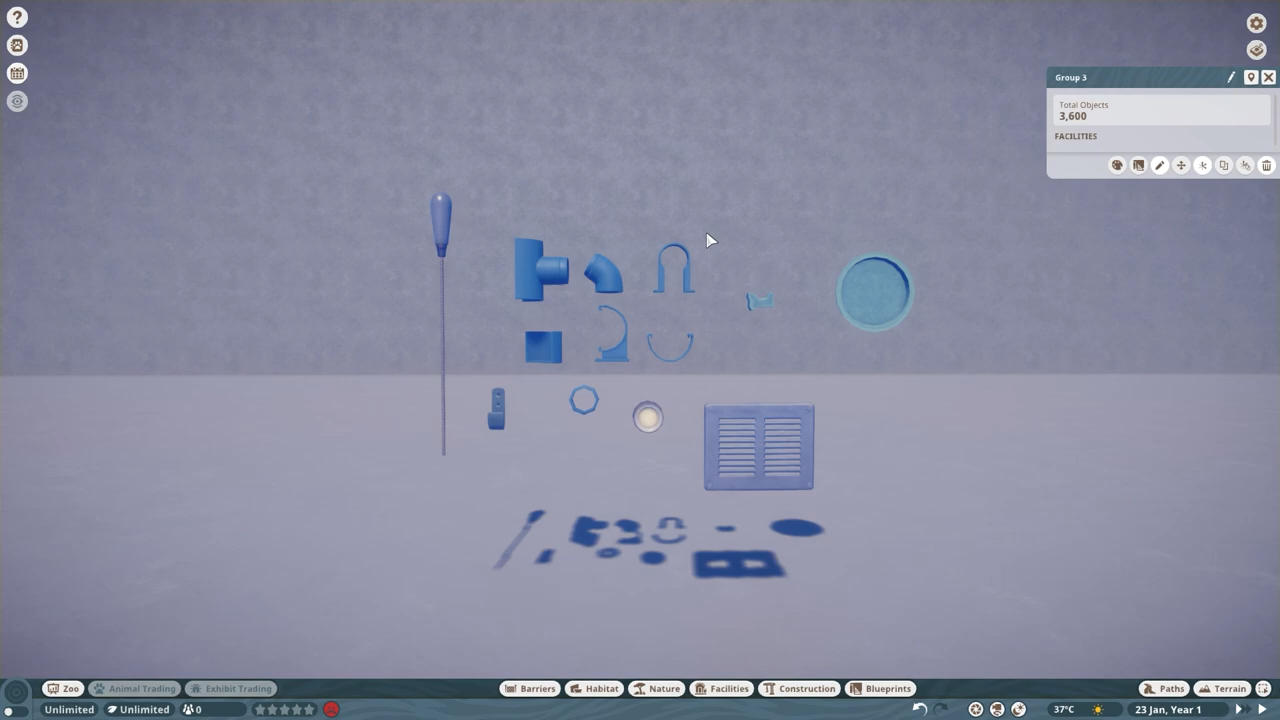 ?
Group 3
Total Objects
3,600
FACILITIES
Zoo
Animal Trading
Exhibit Trading
Barriers
Habitat
Nature
Facilities
Construction
Blueprints
Paths
Terrain
Unlimited
Unlimited
0
37°C
23 Jan, Year 1